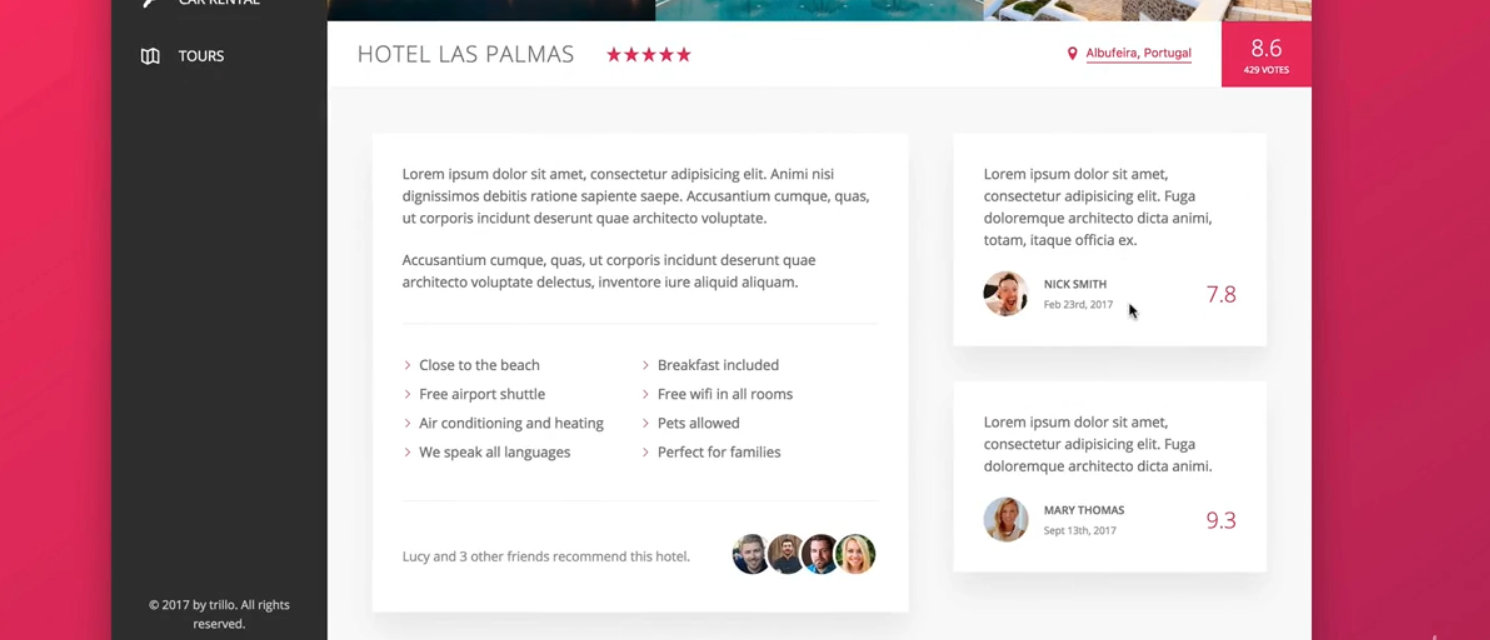 CAR RENTAL
TOURS
HOTEL LAS PALMAS
Albufeira, Portugal
8.6
429 VOTES
Lorem ipsum dolor sit amet, consectetur adipisicing elit. Animi nisi
dignissimos debitis ratione sapiente saepe. Accusantium cumque, quas,
ut corporis incidunt deserunt quae architecto voluptate.
Accusantium cumque, quas, ut corporis incidunt deserunt quae
architecto voluptate delectus, inventore iure aliquid aliquam.
Close to the beach
Free airport shuttle
Air conditioning and heating
We speak all languages
Breakfast included
Free wifi in all rooms
Pets allowed
Perfect for families
Lucy and 3 other friends recommend this hotel.
Lorem ipsum dolor sit amet,
consectetur adipisicing elit. Fuga
doloremque architecto dicta animi,
totam, itaque officia ex.
NICK SMITH
Feb 23rd, 2017
7.8
Lorem ipsum dolor sit amet,
consectetur adipisicing elit. Fuga
doloremque architecto dicta animi.
MARY THOMAS
Sept 13th, 2017
9.3
© 2017 by trillo. All rights
reserved.